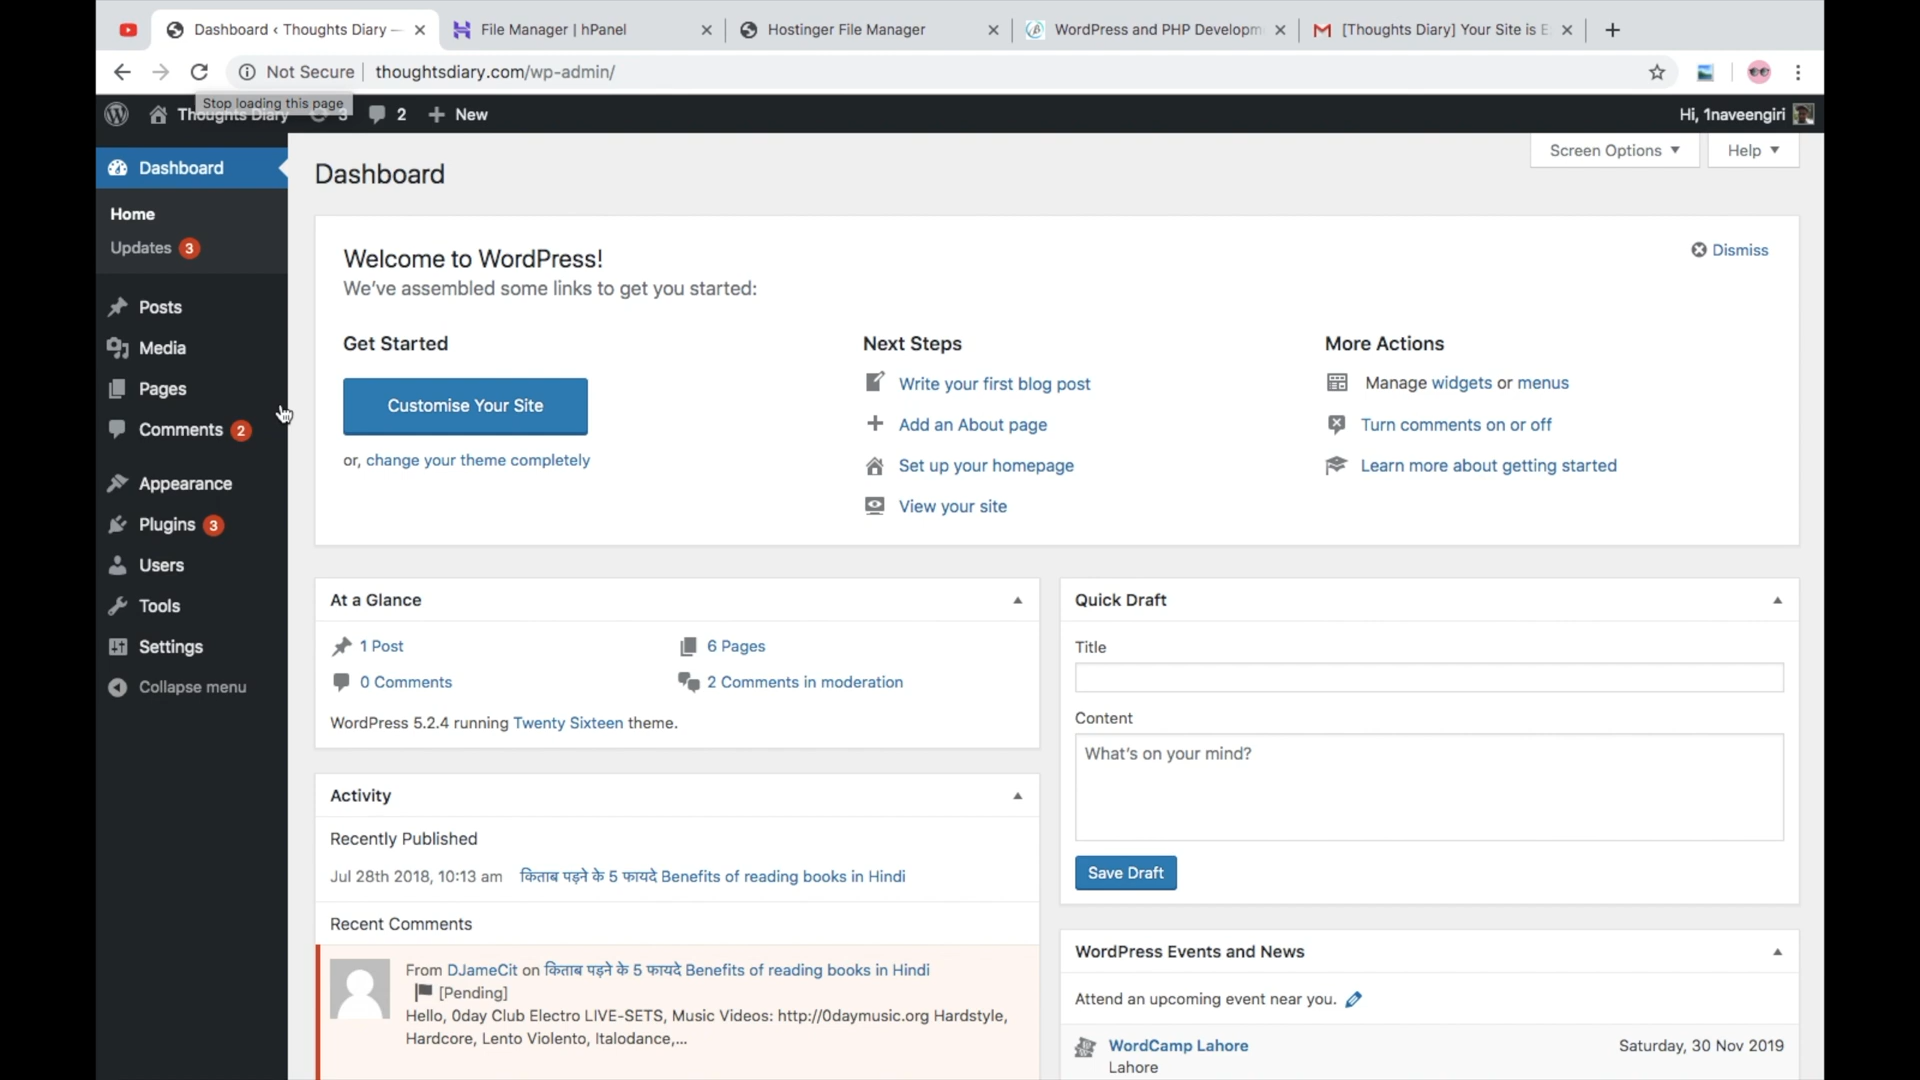 Dashboard ‹ Thoughts Diary —
File Manager | hPanel
Hostinger File Manager
WordPress and PHP Developm
[Thoughts Diary] Your Site is E
Not Secure
thoughtsdiary.com/wp-admin/
Stop loading this page
Thoughts Diary
3
2
New
Hi, 1naveengiri
Dashboard
Home
Updates 3
Posts
Media
Pages
Comments 2
Appearance
Plugins 3
Users
Tools
Settings
Collapse menu
Dashboard
Screen Options
Help
Welcome to WordPress!
We've assembled some links to get you started:
Dismiss
Get Started
Customise Your Site
or, change your theme completely
Next Steps
Write your first blog post
Add an About page
Set up your homepage
View your site
More Actions
Manage widgets or menus
Turn comments on or off
Learn more about getting started
At a Glance
1 Post
6 Pages
0 Comments
2 Comments in moderation
WordPress 5.2.4 running Twenty Sixteen theme.
Activity
Recently Published
Jul 28th 2018, 10:13 am किताब पढ़ने के 5 फायदे Benefits of reading books in Hindi
Recent Comments
From DJameCit on किताब पढ़ने के 5 फायदे Benefits of reading books in Hindi
[Pending]
Hello, 0day Club Electro LIVE-SETS, Music Videos: http://0daymusic.org Hardstyle,
Hardcore, Lento Violento, Italodance,...
Quick Draft
Title
Content
What's on your mind?
Save Draft
WordPress Events and News
Attend an upcoming event near you.
WordCamp Lahore
Saturday, 30 Nov 2019
Lahore